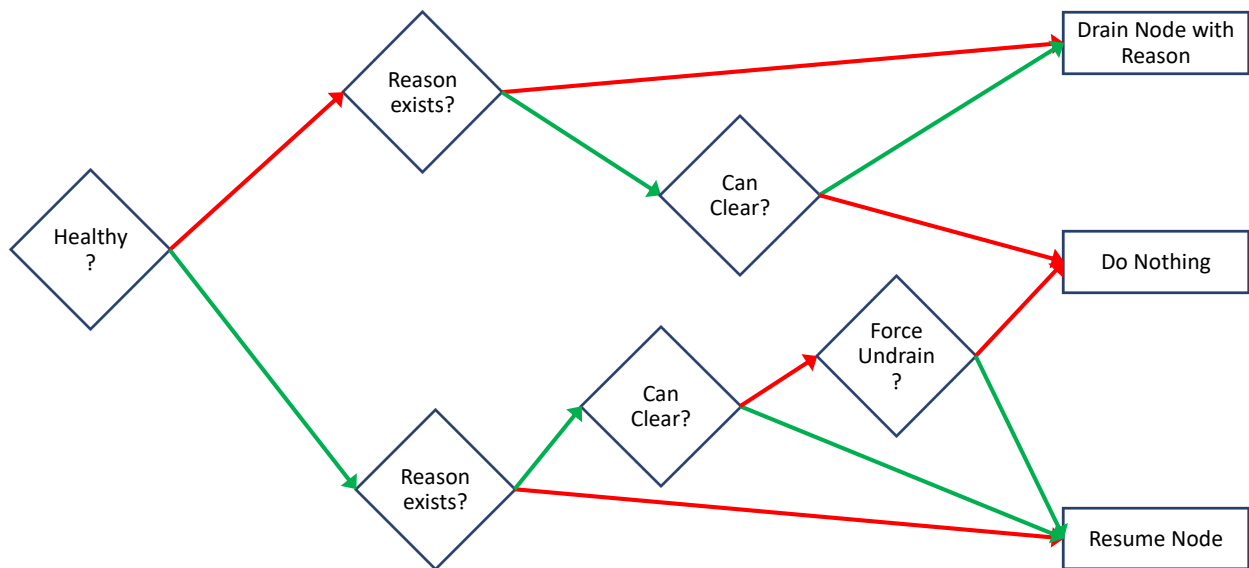 Drain Node with
Reason
Reason
exists?
Can
Clear?
Healthy
?
Do Nothing
Force
Undrain
?
Can
Clear?
Reason
exists?
Resume Node